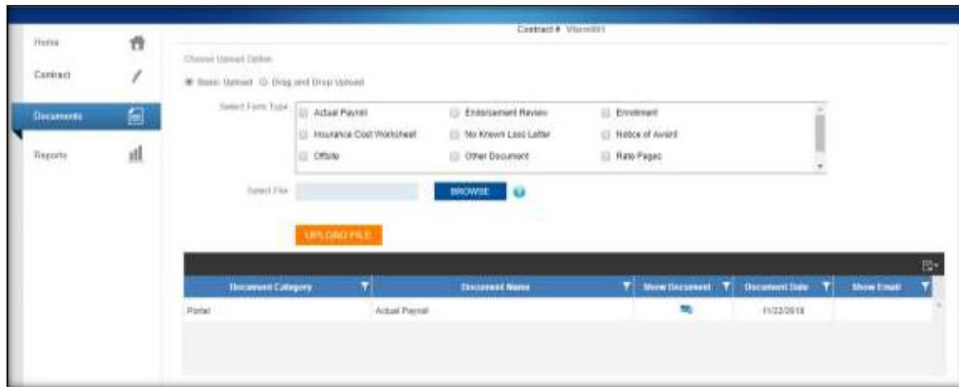 Contract #
Home
Contract
Documents
Reports
Choose Upload Option
Basic Upload Drag and Drop Upload
Select Form Type
Actual Payroll Endorsement Review Enrollment
Insurance Cost Worksheet No Known Loss Letter Notice of Award
Offsite Other Document Rate Pages
Select File BROWSE ?
UPLOAD FILE
Document Category Document Name Show Document Document Date Show Email
Portal Actual Payroll 11/22/2018